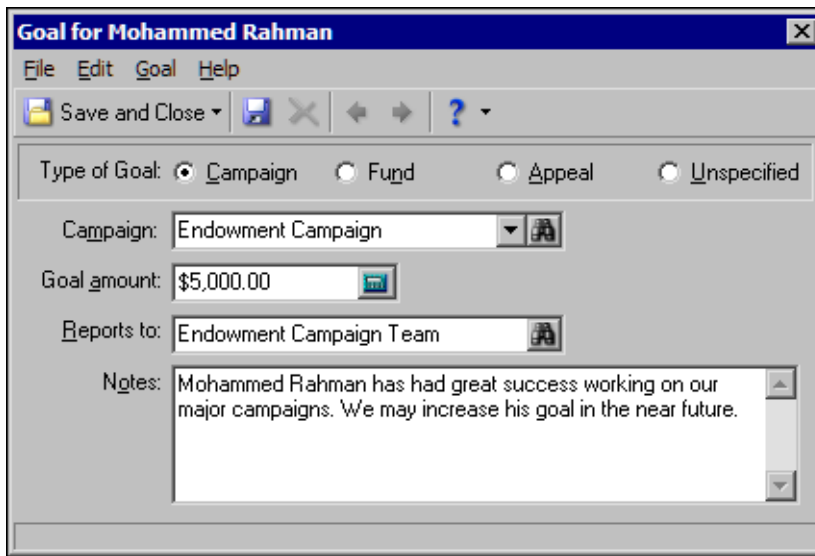 Goal for Mohammed Rahman
File Edit Goal Help
Save and Close ?
Type of Goal: Campaign Fund Appeal Unspecified
Campaign: Endowment Campaign
Goal amount: $5,000.00
Reports to: Endowment Campaign Team
Notes: Mohammed Rahman has had great success working on our
major campaigns. We may increase his goal in the near future.